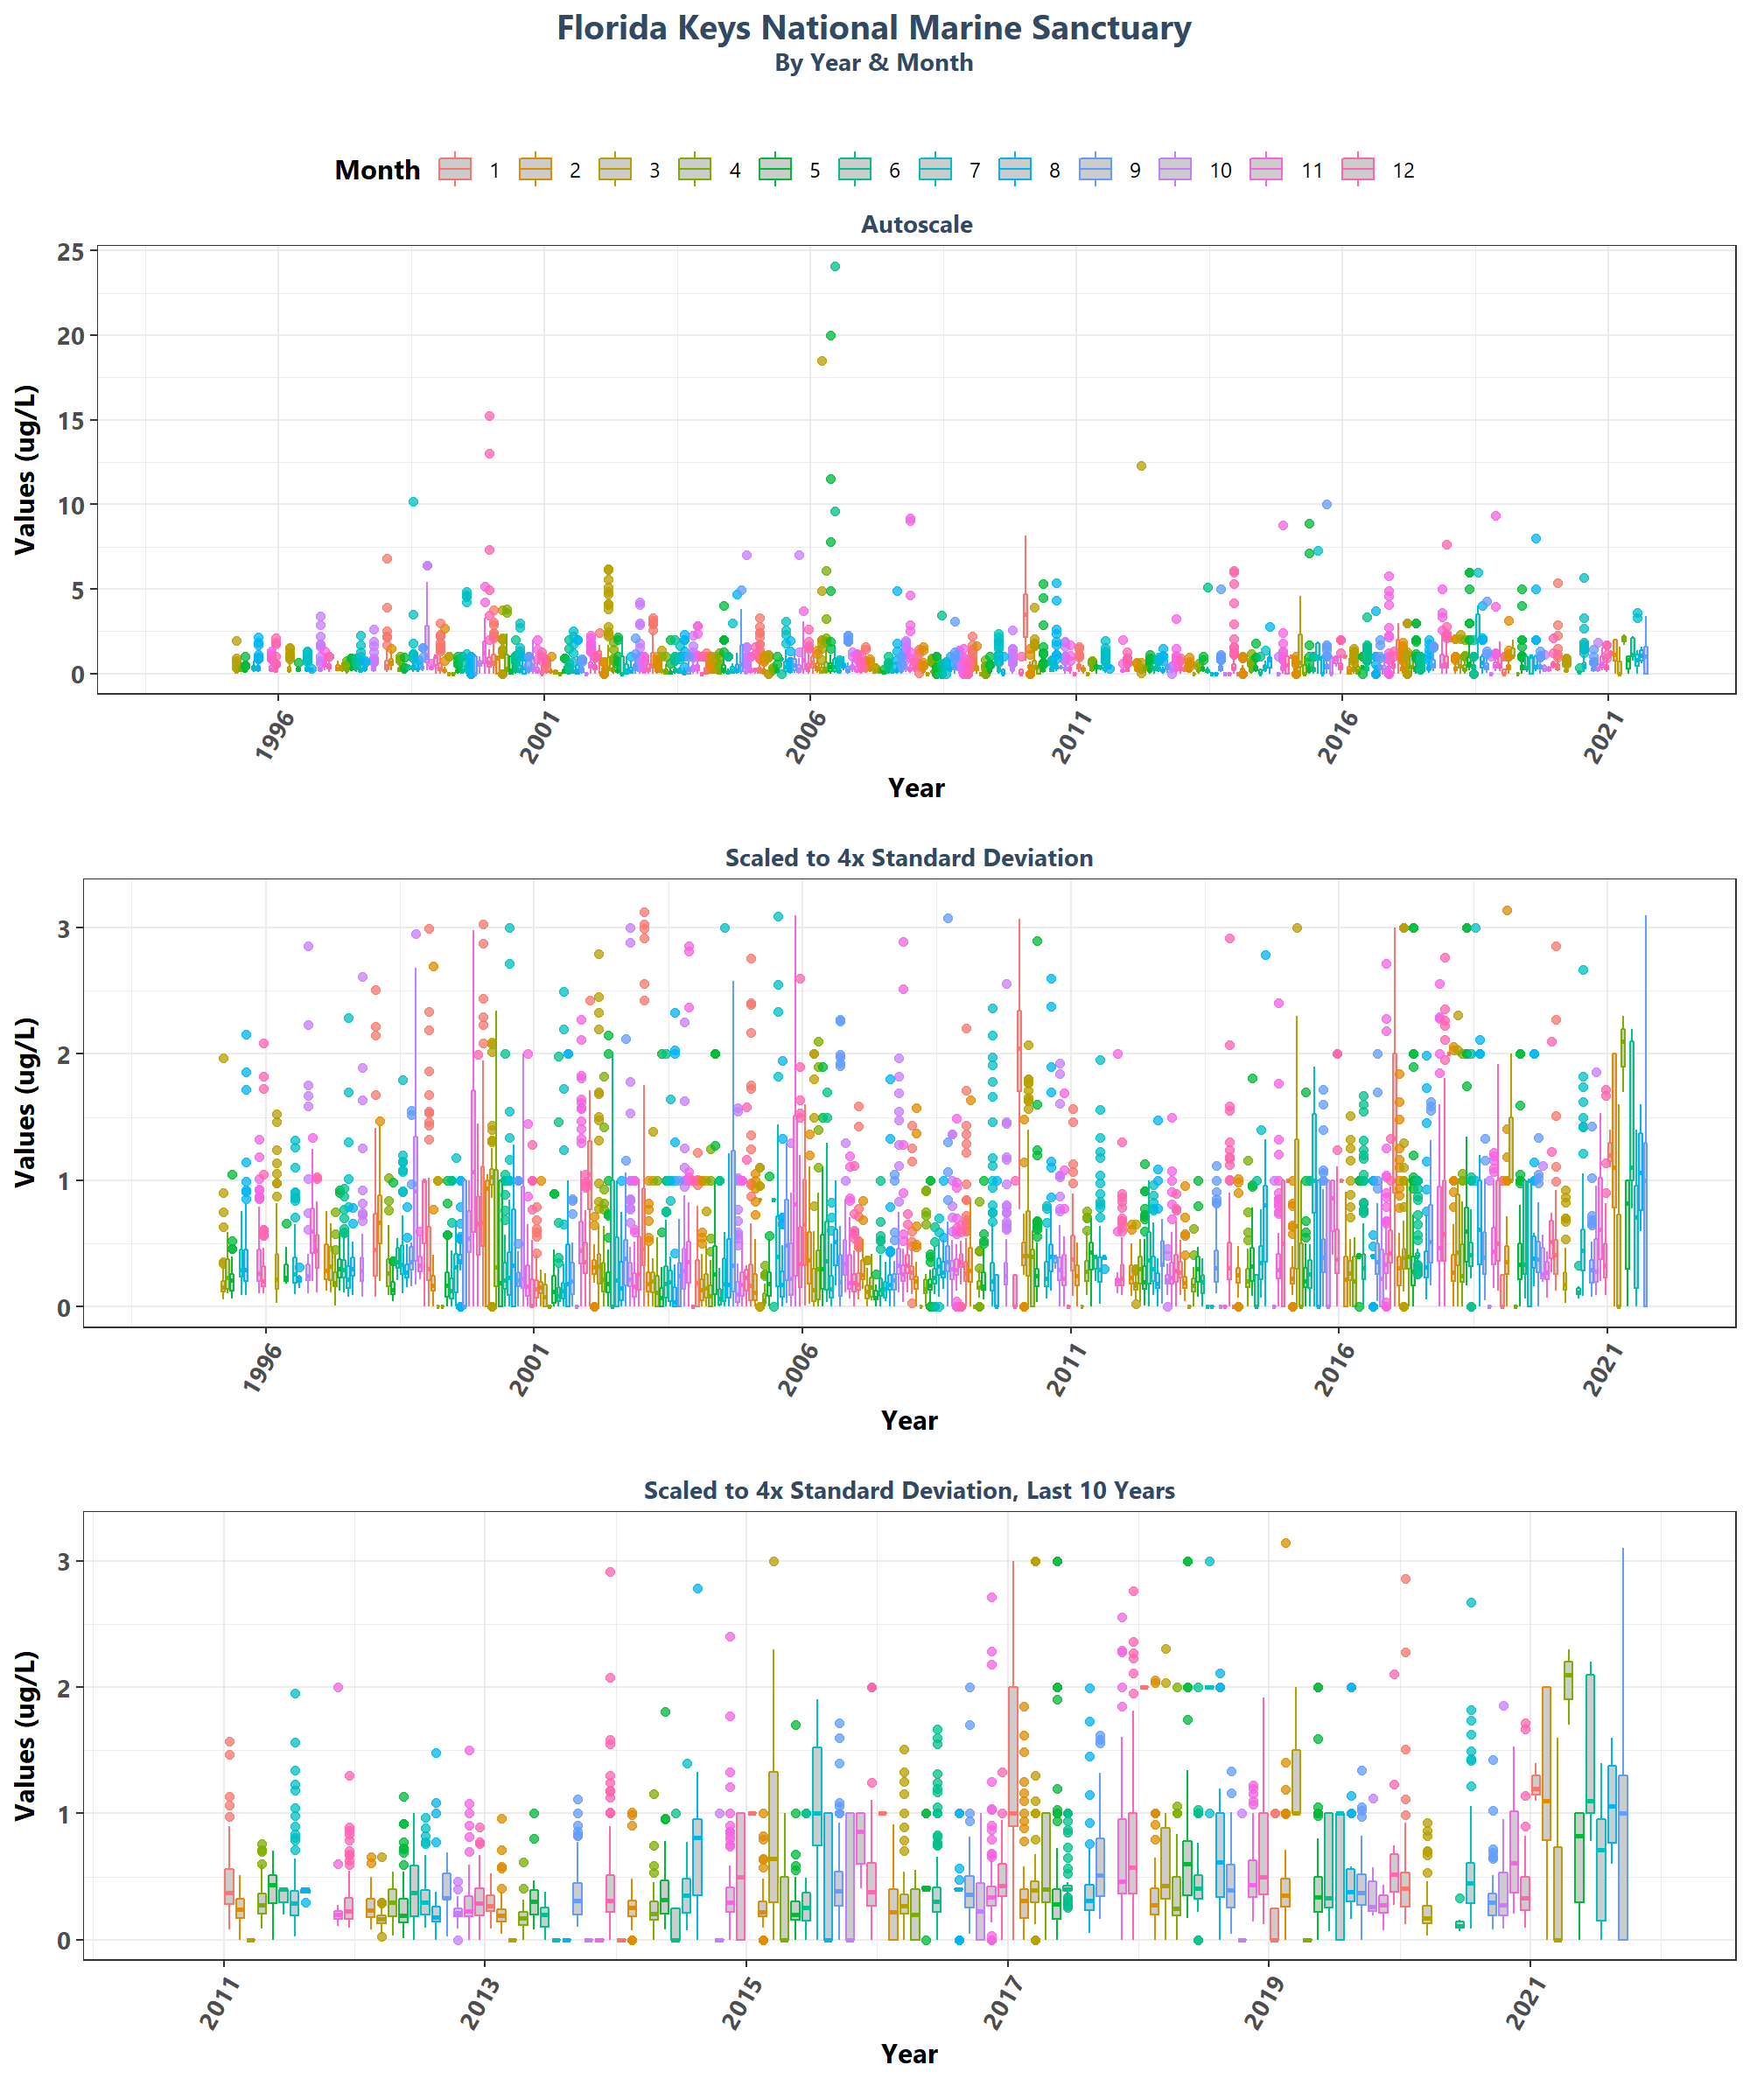 Florida Keys National Marine Sanctuary
By Year & Month
Month 1 2 3 4 5 6 7 8 9 10 11 12
Autoscale
Values (ug/L)
25
20
15
10
5
0
1996 2001 2006 2011 2016 2021
Year
Scaled to 4x Standard Deviation
Values (ug/L)
3
2
1
0
1996 2001 2006 2011 2016 2021
Year
Scaled to 4x Standard Deviation, Last 10 Years
Values (ug/L)
3
2
1
0
2011 2013 2015 2017 2019 2021
Year